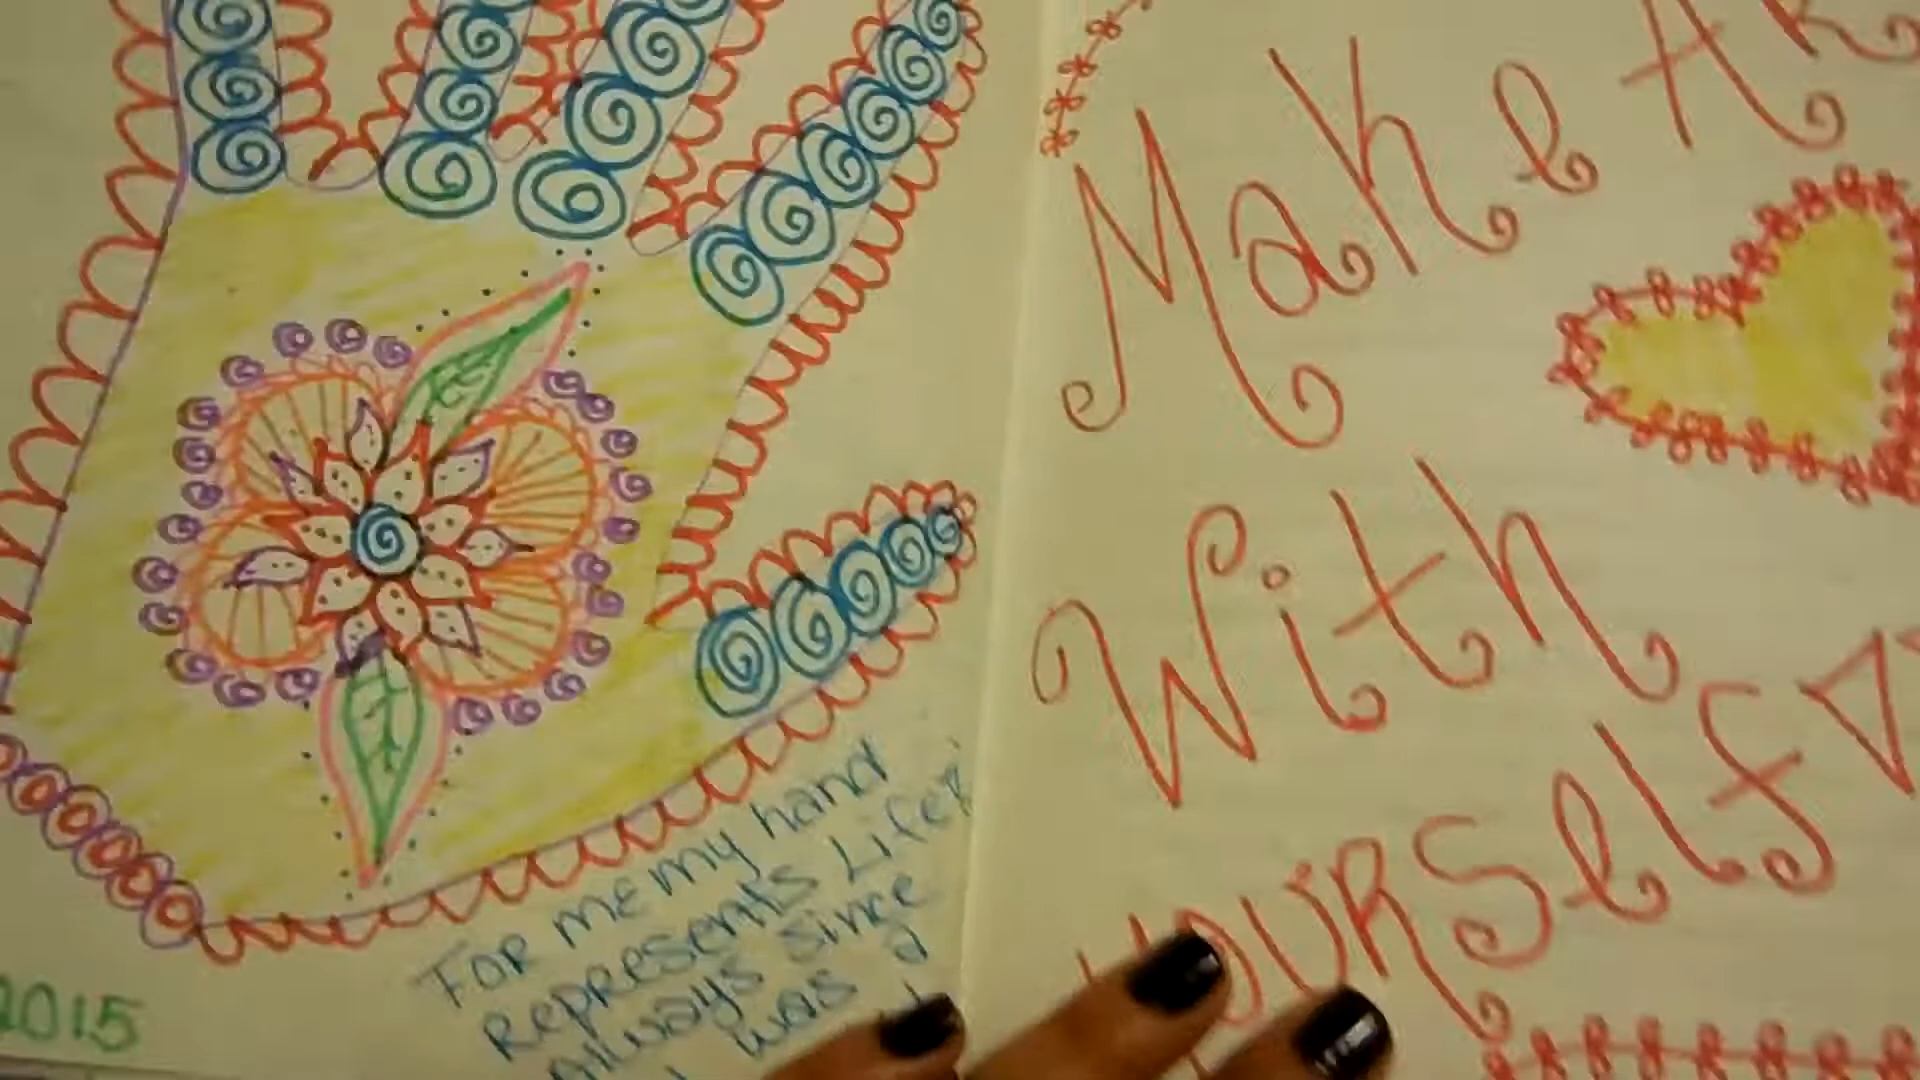 For me my hand
Represents Life!
Always since
I was a
2015
Make
With
Yourself